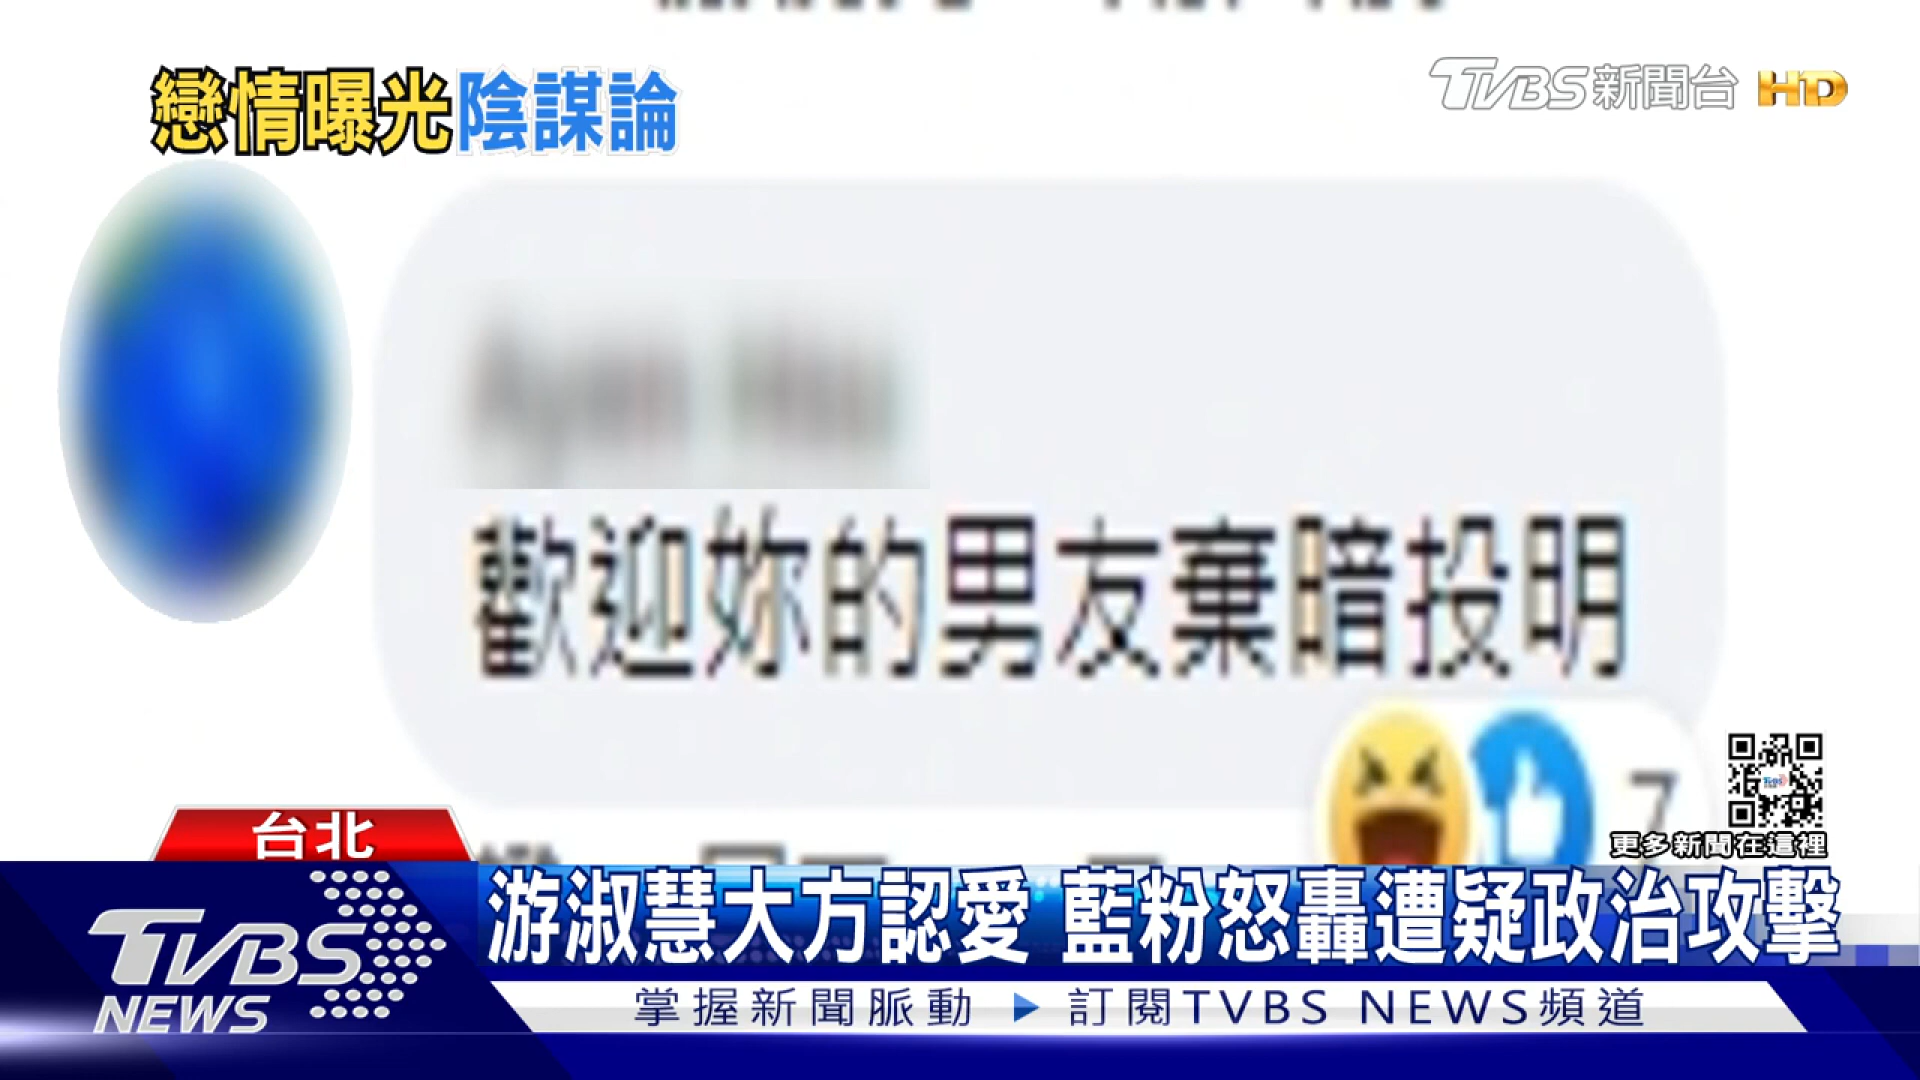 戀情曝光陰謀論
TVBS新聞台 HD
歡迎妳的男友棄暗投明
7
更多新聞在這裡
台北
游淑慧大方認愛 藍粉怒轟遭疑政治攻擊
TVBS NEWS
掌握新聞脈動 ▶ 訂閱TVBS NEWS頻道